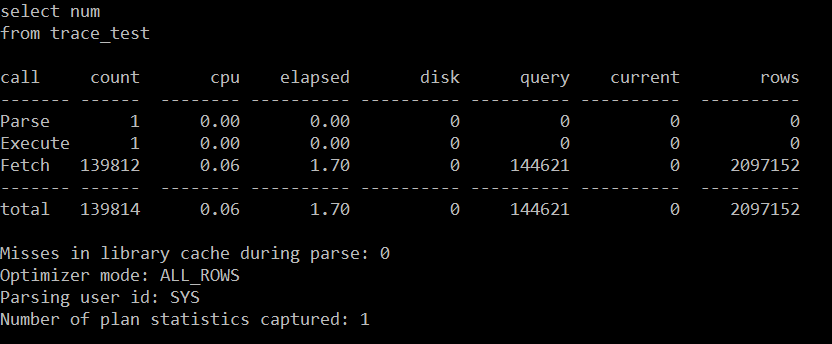 select num
from trace_test
call     count       cpu    elapsed       disk      query    current        rows
------- ------  -------- ---------- ---------- ---------- ----------  ----------
Parse        1      0.00       0.00          0          0          0           0
Execute      1      0.00       0.00          0          0          0           0
Fetch   139812      0.06       1.70          0     144621          0     2097152
------- ------  -------- ---------- ---------- ---------- ----------  ----------
total   139814      0.06       1.70          0     144621          0     2097152
Misses in library cache during parse: 0
Optimizer mode: ALL_ROWS
Parsing user id: SYS
Number of plan statistics captured: 1